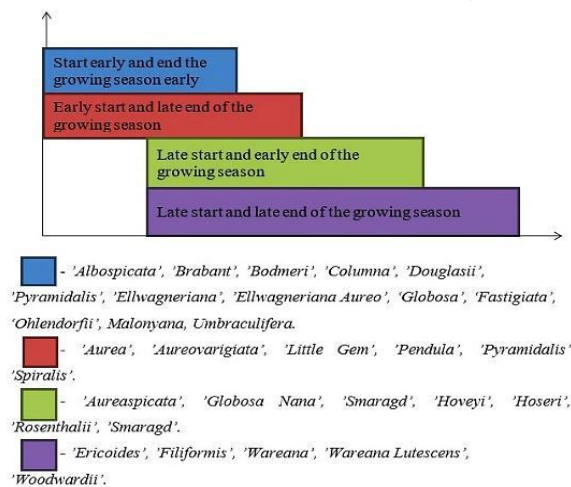 Start early and end the
growing season early
Early start and late end of the
growing season
Late start and early end of the
growing season
Late start and late end of the growing season
- 'Albospicata', 'Brabant', 'Bodmeri', 'Columna', 'Douglasii',
'Pyramidalis', 'Ellwagneriana', 'Ellwagneriana Aureo', ‘Globosa’, ‘Fastigiata’,
‘Ohlendorfii’, Malonyana, Umbraculifera.
- 'Aurea', 'Aureovarigiata', 'Little Gem', 'Pendula', 'Pyramidalis'
'Spiralis'.
- 'Aureaspicata', 'Globosa Nana', 'Smaragd', 'Hoveyi', 'Hoseri',
'Rosenthalii', 'Smaragd'.
- 'Ericoides', 'Filiformis', 'Wareana', 'Wareana Lutescens',
'Woodwardii'.